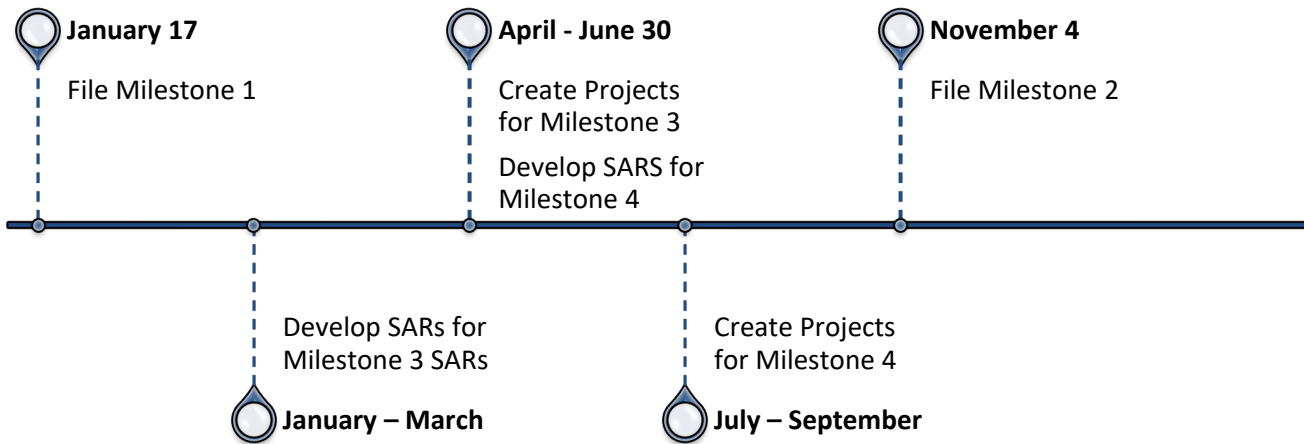 January 17
File Milestone 1
April - June 30
Create Projects
for Milestone 3
Develop SARS for
Milestone 4
November 4
File Milestone 2
Develop SARs for
Milestone 3 SARs
January – March
Create Projects
for Milestone 4
July – September